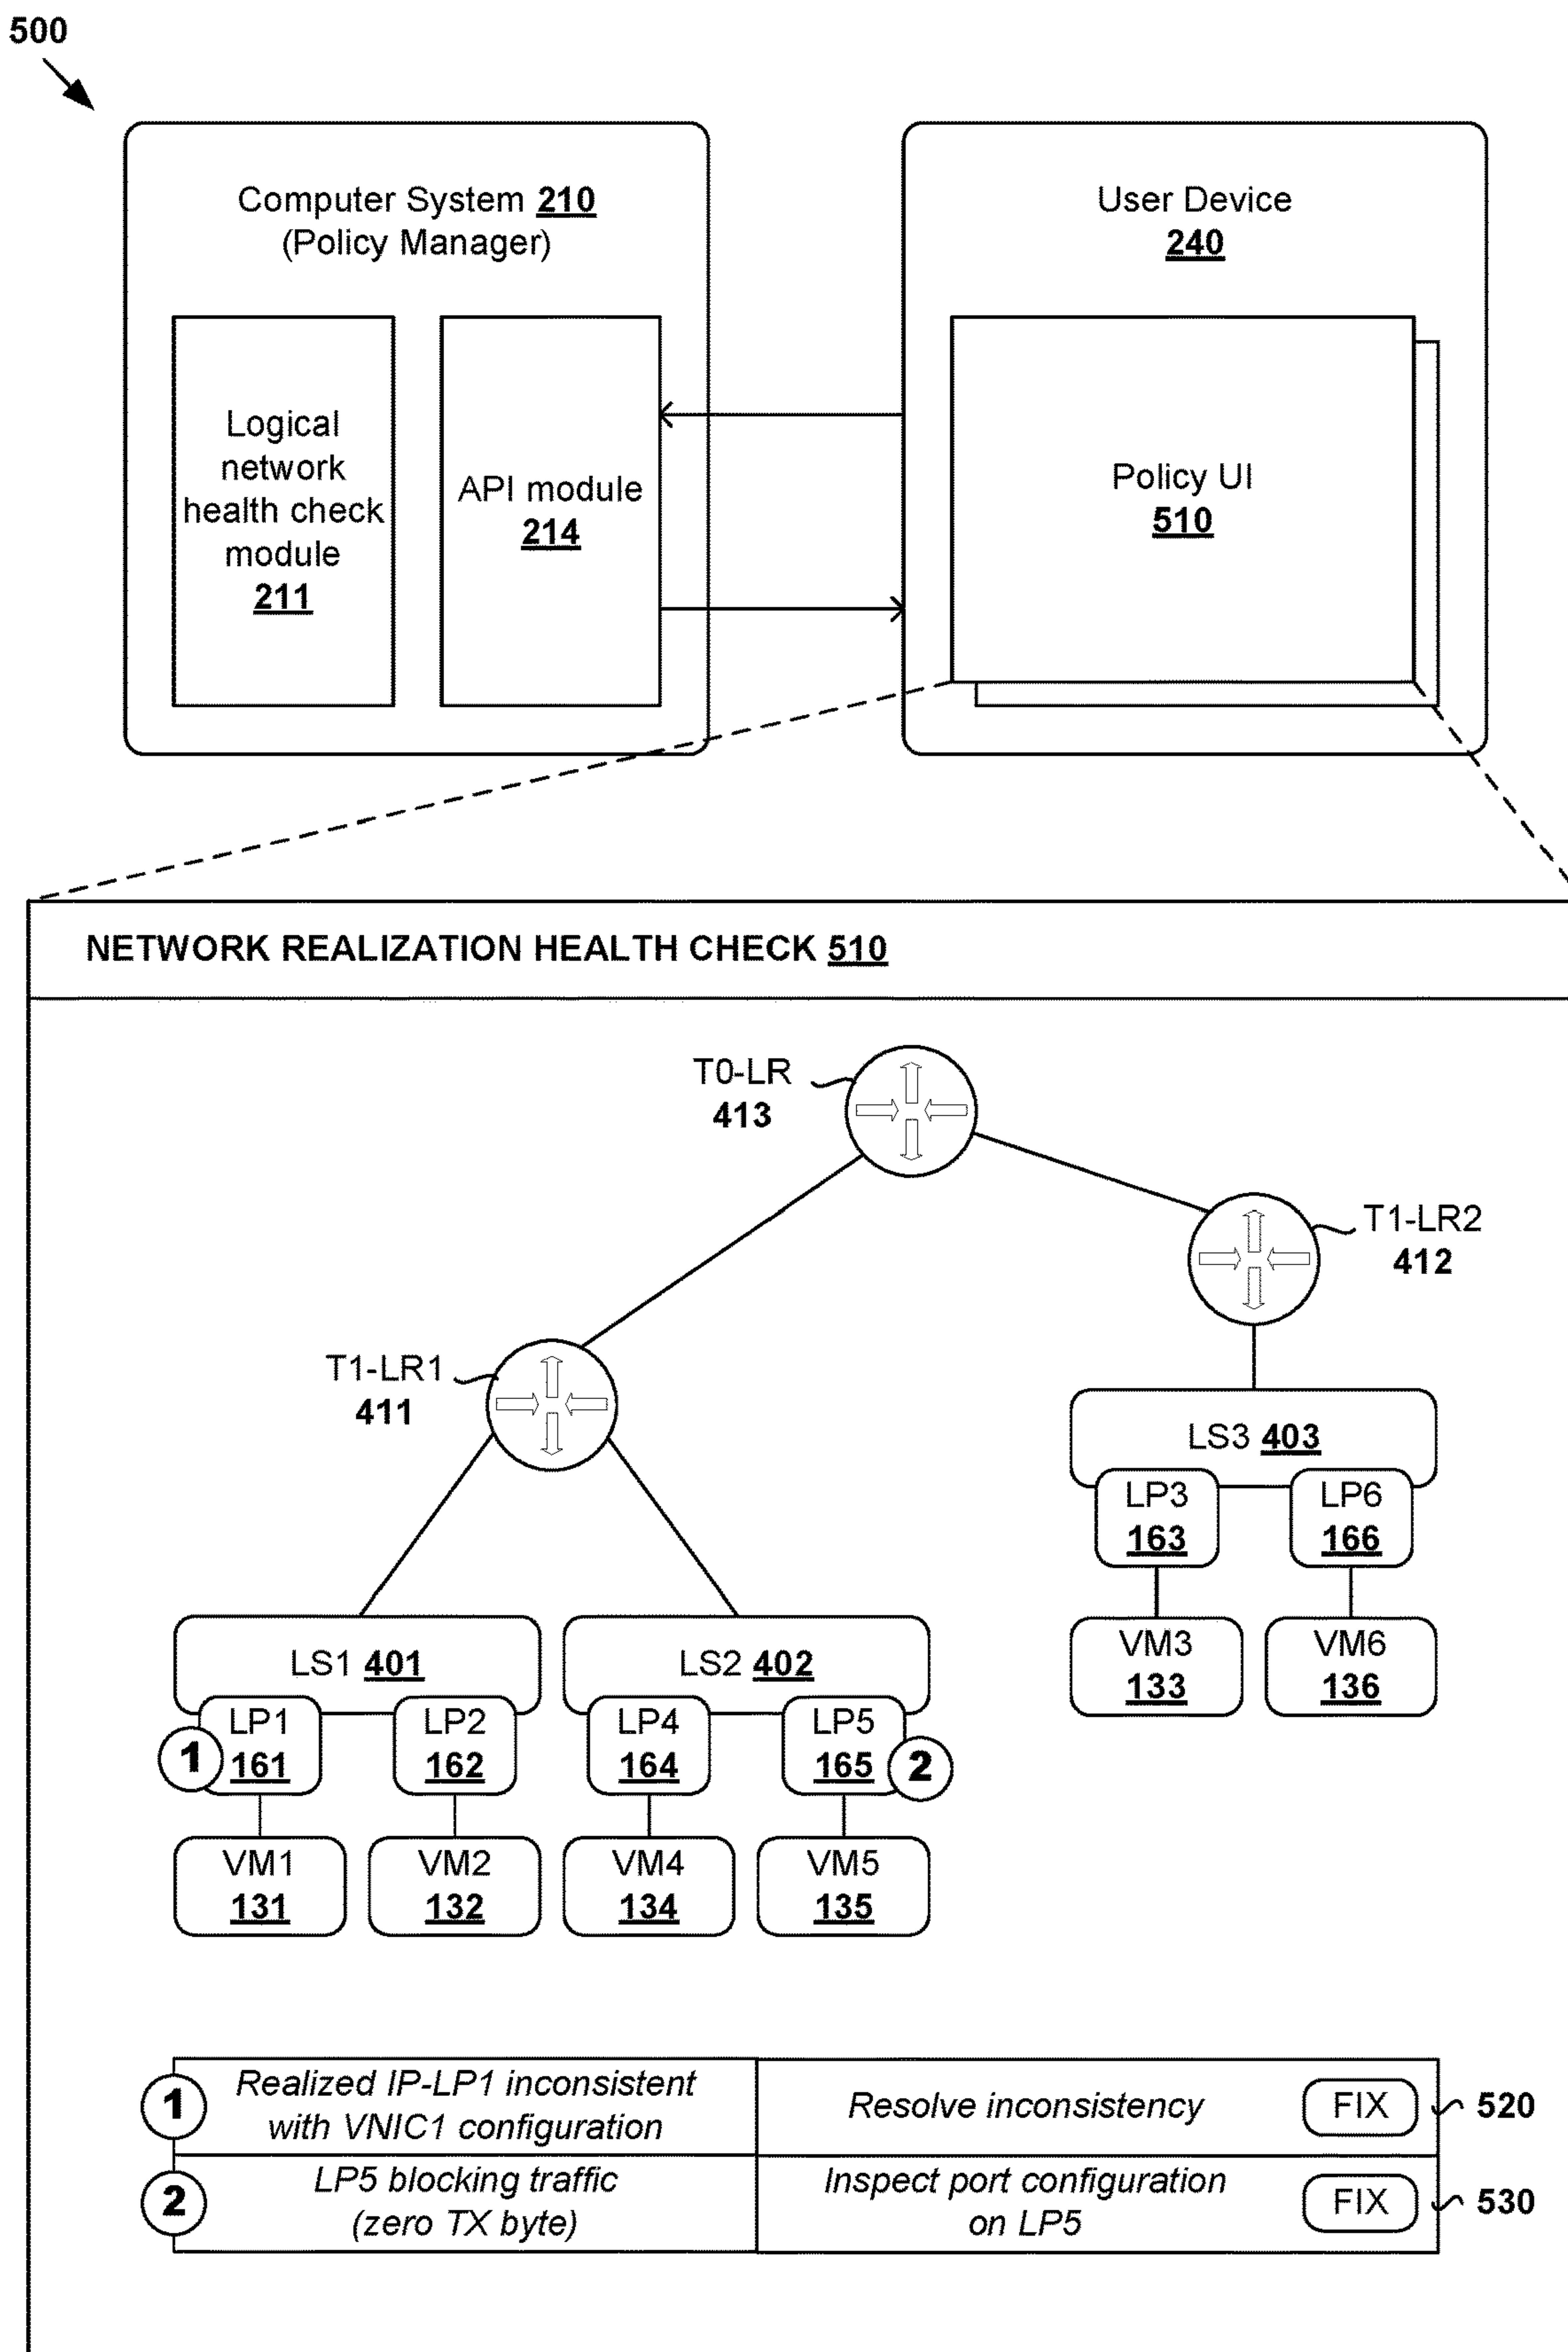 500
Computer System 210
(Policy Manager)
Logical
network
health check
module
211
API module
214
User Device
240
Policy UI
510
NETWORK REALIZATION HEALTH CHECK 510
T0-LR
413
T1-LR2
412
T1-LR1
411
LS3 403
LP3
163
LP6
166
VM3
133
VM6
136
LS1 401
LS2 402
1
LP1
161
LP2
162
LP4
164
LP5
165
2
VM1
131
VM2
132
VM4
134
VM5
135
1
Realized IP-LP1 inconsistent
with VNIC1 configuration
Resolve inconsistency
FIX
520
2
LP5 blocking traffic
(zero TX byte)
Inspect port configuration
on LP5
FIX
530